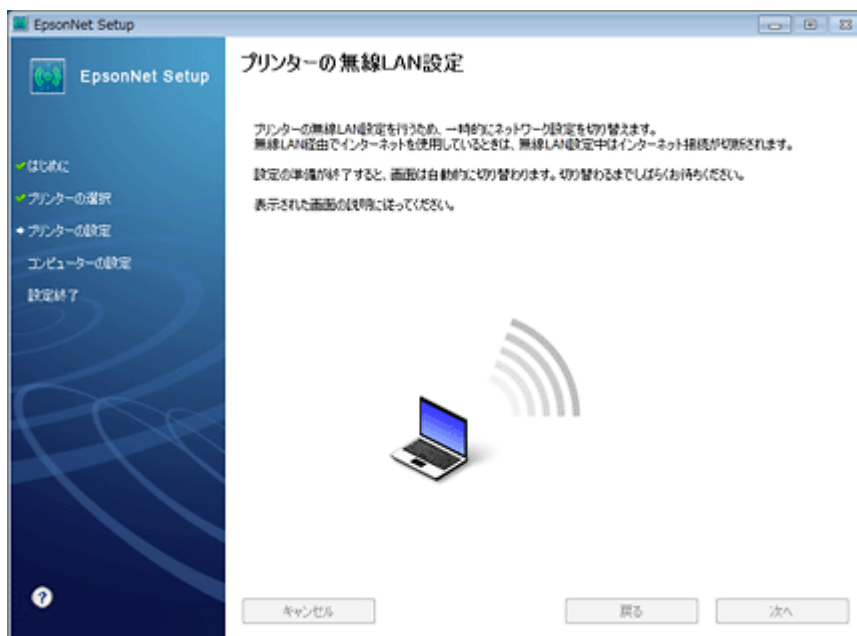 EpsonNet Setup
EpsonNet Setup
はじめに
プリンターの選択
プリンターの設定
コンピューターの設定
設定終了
プリンターの無線LAN設定
プリンターの無線LAN設定を行うため、一時的にネットワーク設定を切り替えます。
無線LAN経由でインターネットを使用しているときは、無線LAN設定中はインターネット接続が切断されます。
設定の準備が終了すると、画面は自動的に切り替わります。切り替わるまでしばらくお待ちください。
表示された画面の説明に従ってください。
?
キャンセル
戻る
次へ